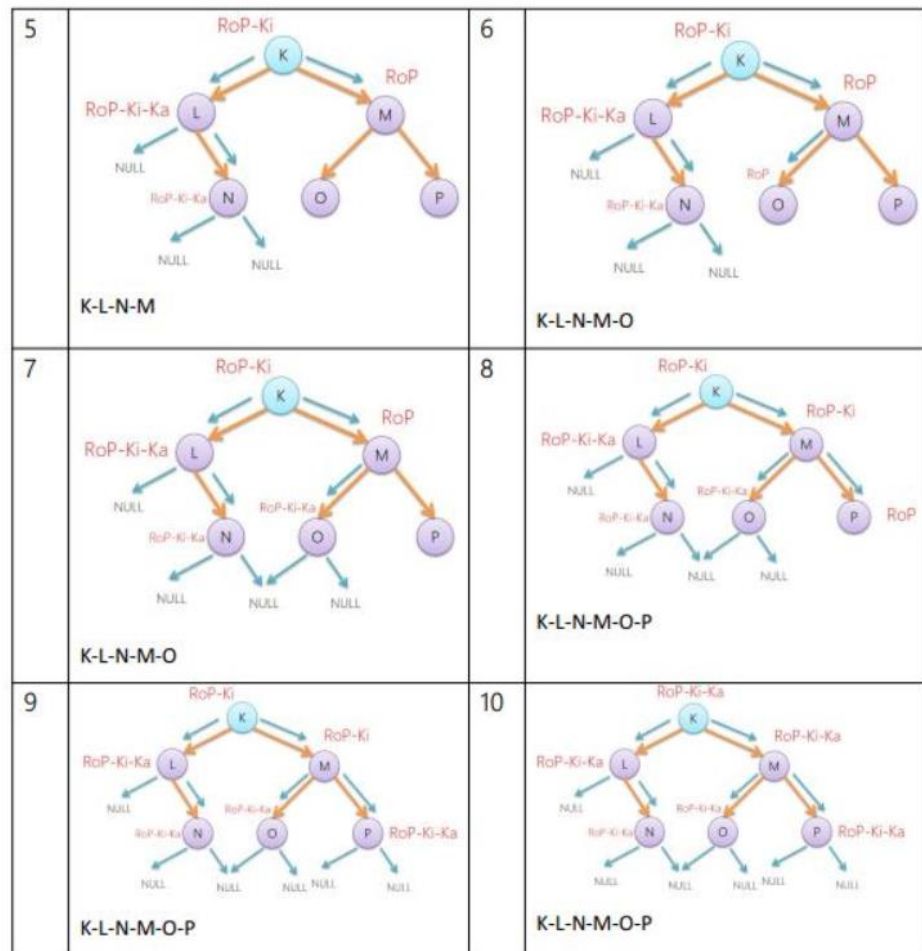 5
RoP-Ki
K
RoP
RoP-Ki-Ka
L
M
NULL
RoP-Ki-Ka
N
O
P
NULL
NULL
K-L-N-M
6
RoP-Ki
K
RoP
RoP-Ki-Ka
L
M
NULL
RoP
RoP-Ki-Ka
N
O
P
NULL
NULL
K-L-N-M-O
7
RoP-Ki
K
RoP
RoP-Ki-Ka
L
M
NULL
RoP-Ki-Ka
RoP-Ki-Ka
N
O
P
NULL
NULL
NULL
K-L-N-M-O
8
RoP-Ki
K
RoP-Ki
RoP-Ki-Ka
L
M
NULL
RoP-Ki-Ka
RoP-Ki-Ka
N
O
P
RoP
NULL
NULL
NULL
K-L-N-M-O-P
9
RoP-Ki
K
RoP-Ki
RoP-Ki-Ka
L
M
NULL
RoP-Ki-Ka
RoP-Ki-Ka
N
O
P
RoP-Ki-Ka
NULL
NULL
NULL
NULL
NULL
K-L-N-M-O-P
10
RoP-Ki-Ka
K
RoP-Ki-Ka
RoP-Ki-Ka
L
M
NULL
RoP-Ki-Ka
RoP-Ki-Ka
N
O
P
RoP-Ki-Ka
NULL
NULL
NULL
NULL
NULL
K-L-N-M-O-P